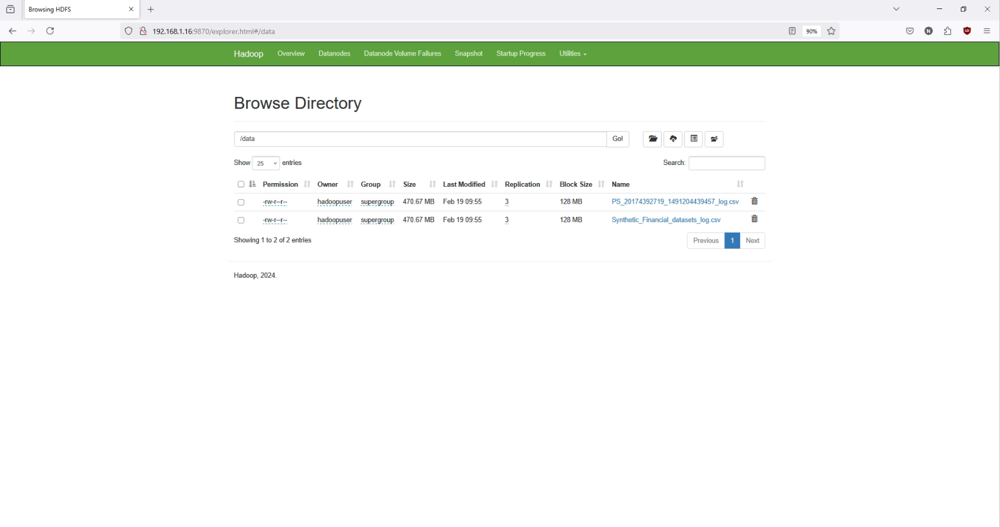 Browsing HDFS
192.168.1.16:9870/explorer.html#/data
90%
N
Hadoop Overview Datanodes Datanode Volume Failures Snapshot Startup Progress Utilities
Browse Directory
/data Go!
Show 25 entries Search:
Permission Owner Group Size Last Modified Replication Block Size Name
-rw-r--r-- hadoopuser supergroup 470.67 MB Feb 19 09:55 3 128 MB PS_20174392719_1491204439457_log.csv
-rw-r--r-- hadoopuser supergroup 470.67 MB Feb 19 09:55 3 128 MB Synthetic_Financial_datasets_log.csv
Showing 1 to 2 of 2 entries Previous 1 Next
Hadoop, 2024.